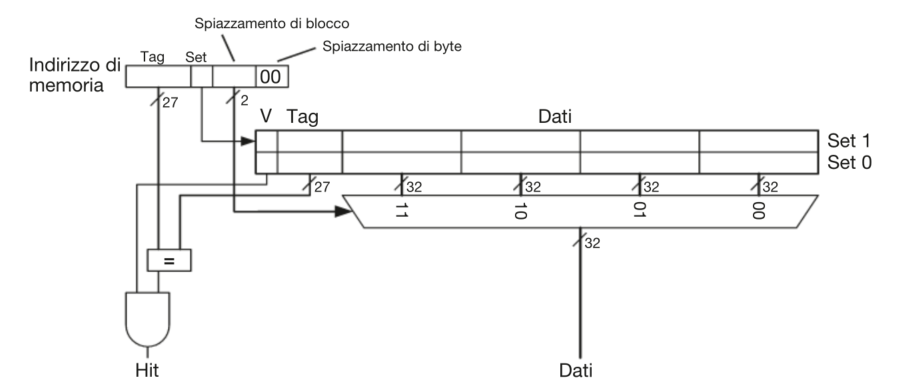 Spiazzamento di blocco
Spiazzamento di byte
Tag Set
Indirizzo di
memoria
00
27
2
V Tag Dati
Set 1
Set 0
27 32 32 32 32
11 10 01 00
32
=
Hit Dati